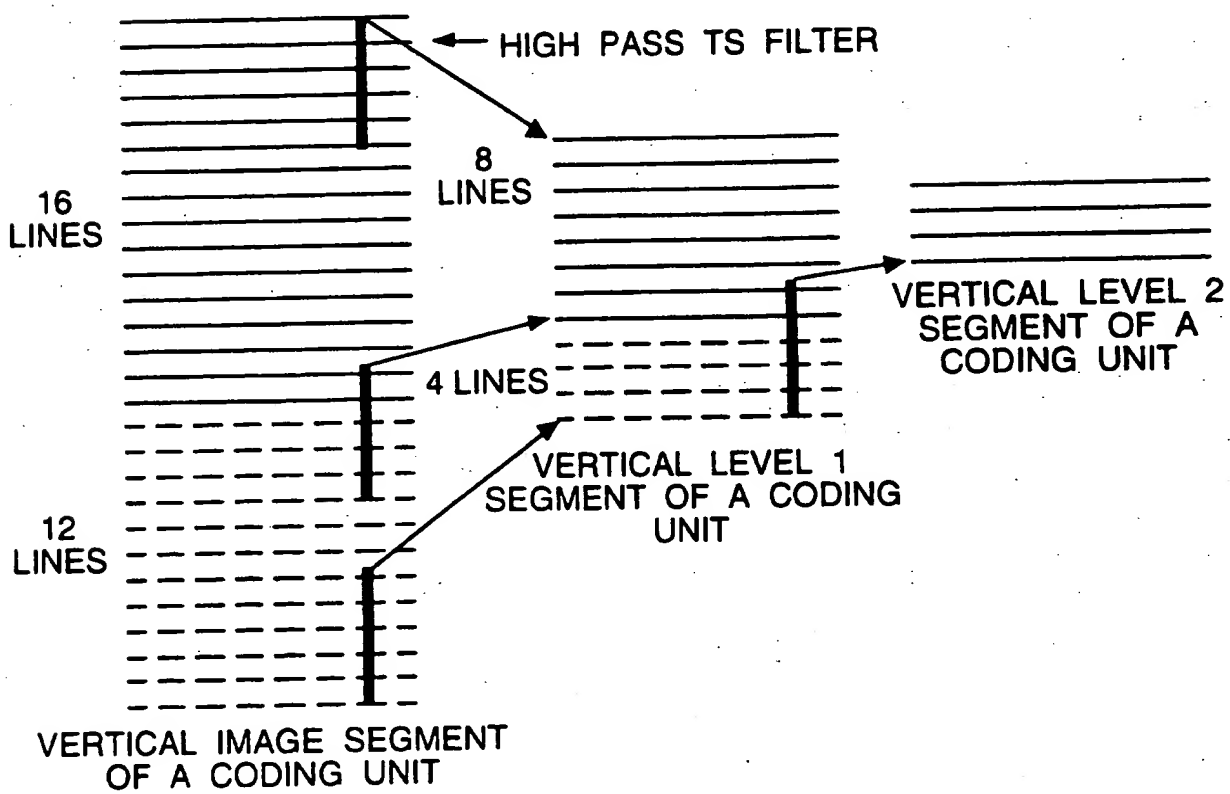 HIGH PASS TS FILTER
8
LINES
16
LINES
VERTICAL LEVEL 2
SEGMENT OF A
CODING UNIT
4 LINES
VERTICAL LEVEL 1
SEGMENT OF A CODING
UNIT
12
LINES
VERTICAL IMAGE SEGMENT
OF A CODING UNIT